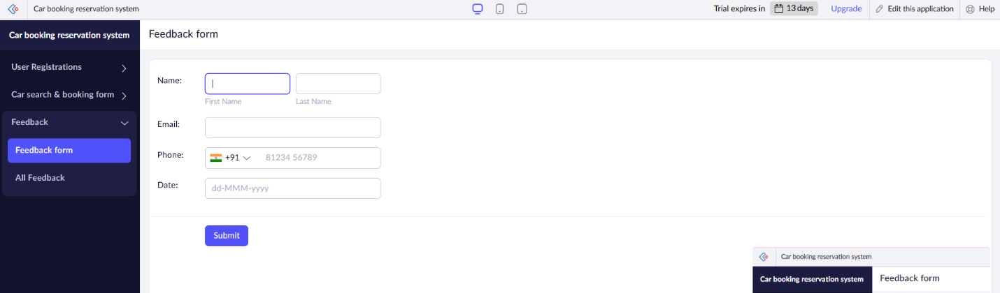 Car booking reservation system
Trial expires in 13 days Upgrade Edit this application Help
Car booking reservation system
Feedback form
User Registrations
Car search & booking form
Feedback
Feedback form
All Feedback
Name:
First Name Last Name
Email:
Phone: +91 81234 56789
Date: dd-MMM-yyyy
Submit
Car booking reservation system
Car booking reservation system
Feedback form